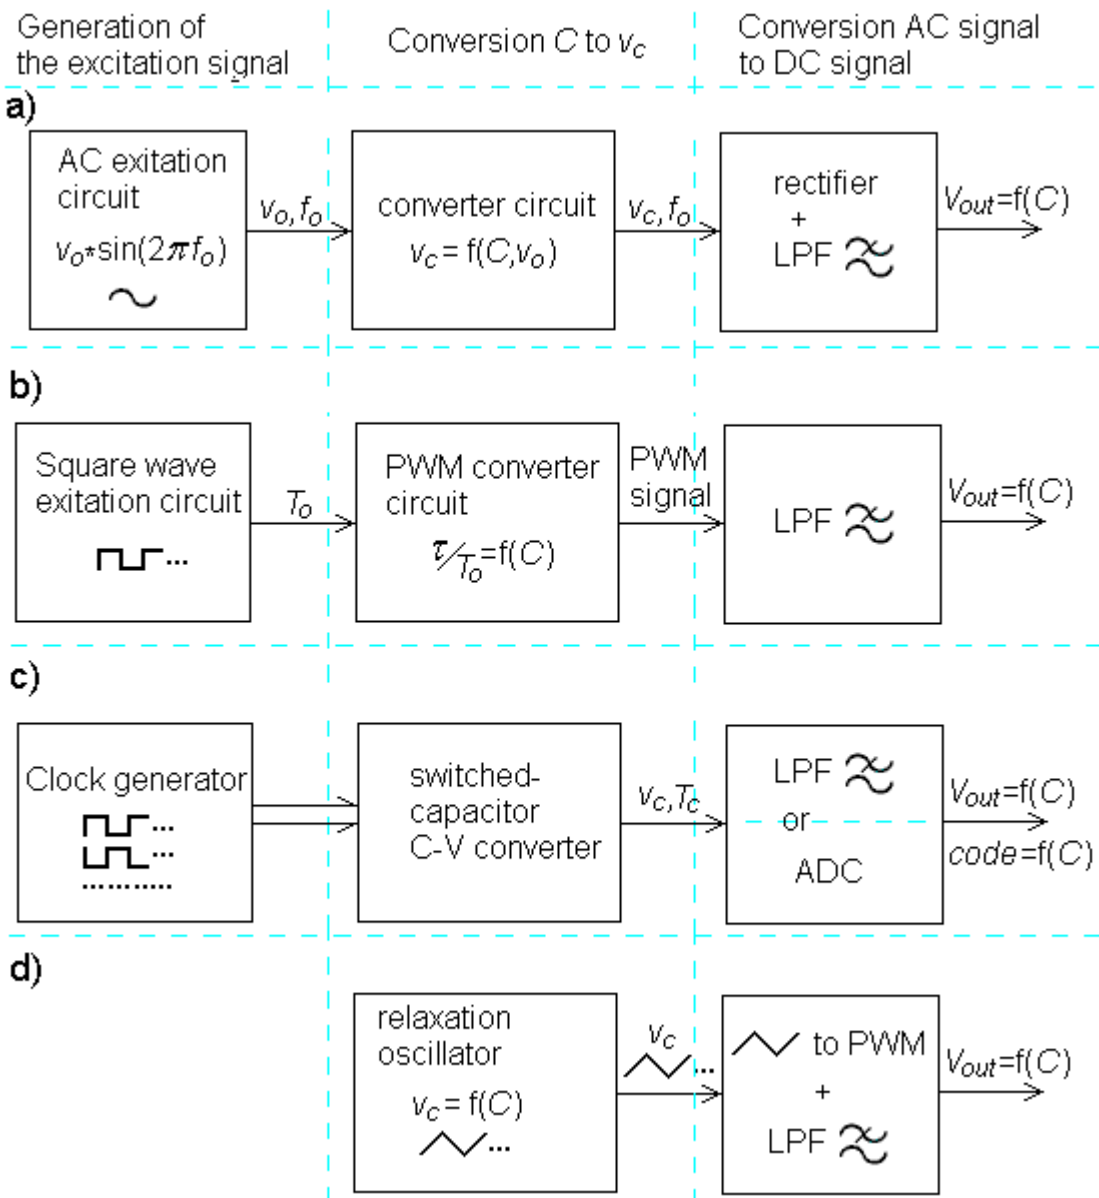 Generation of
the excitation signal
Conversion C to vc
Conversion AC signal
to DC signal
a)
AC exitation
circuit
vo*sin(2πfo)
vo, fo
converter circuit
vc = f(C,vo)
vc, fo
rectifier
+
LPF
Vout=f(C)
b)
Square wave
exitation circuit
...
To
PWM converter
circuit
τ/To=f(C)
PWM
signal
LPF
Vout=f(C)
c)
Clock generator
...
...
............
switched-
capacitor
C-V converter
vc, Tc
LPF
or
ADC
Vout=f(C)
code=f(C)
d)
relaxation
oscillator
vc = f(C)
...
vc
...
to PWM
+
LPF
Vout=f(C)